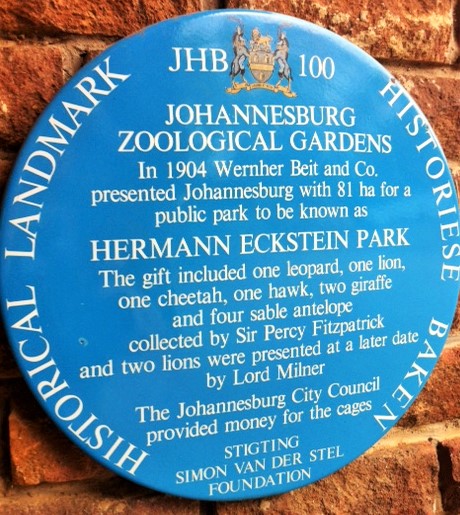 JHB 100
HISTORICAL LANDMARK
HISTORIESE BAKEN
JOHANNESBURG
ZOOLOGICAL GARDENS
In 1904 Wernher Beit and Co.
presented Johannesburg with 81 ha for a
public park to be known as
HERMANN ECKSTEIN PARK
The gift included one leopard, one lion,
one cheetah, one hawk, two giraffe
and four sable antelope
collected by Sir Percy Fitzpatrick
and two lions were presented at a later date
by Lord Milner
The Johannesburg City Council
provided money for the cages
STIGTING
SIMON VAN DER STEL
FOUNDATION